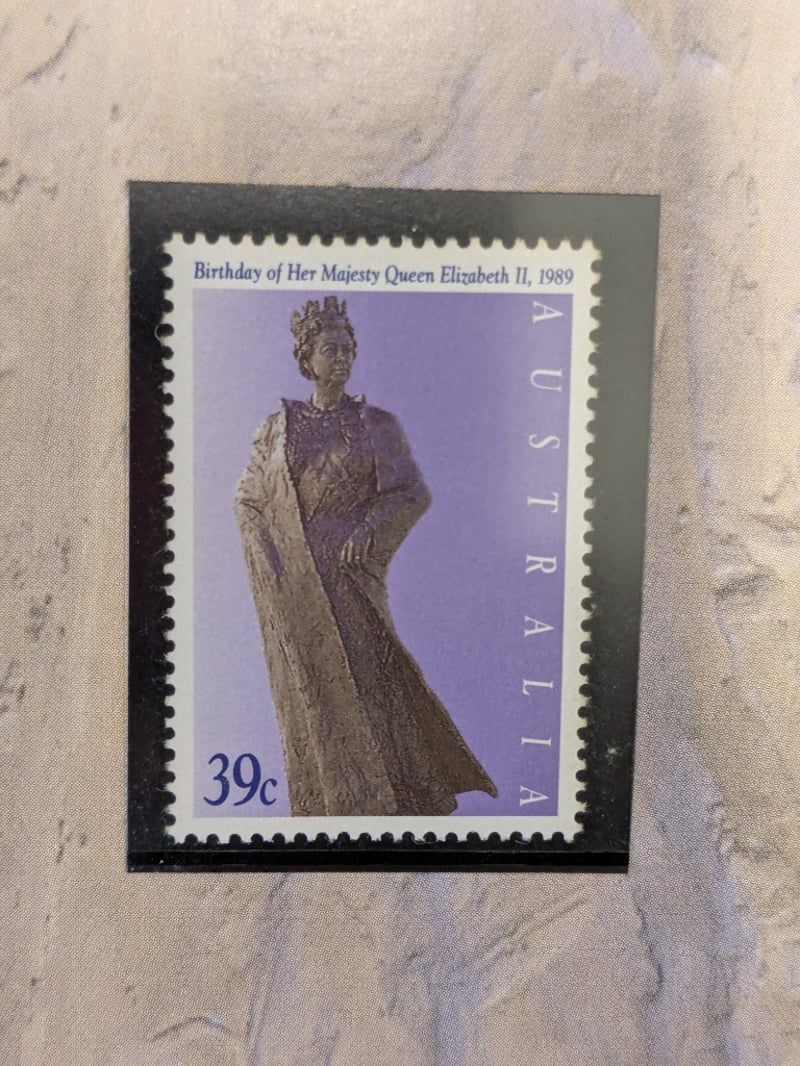 Birthday of Her Majesty Queen Elizabeth II, 1989
AUSTRALIA
39c